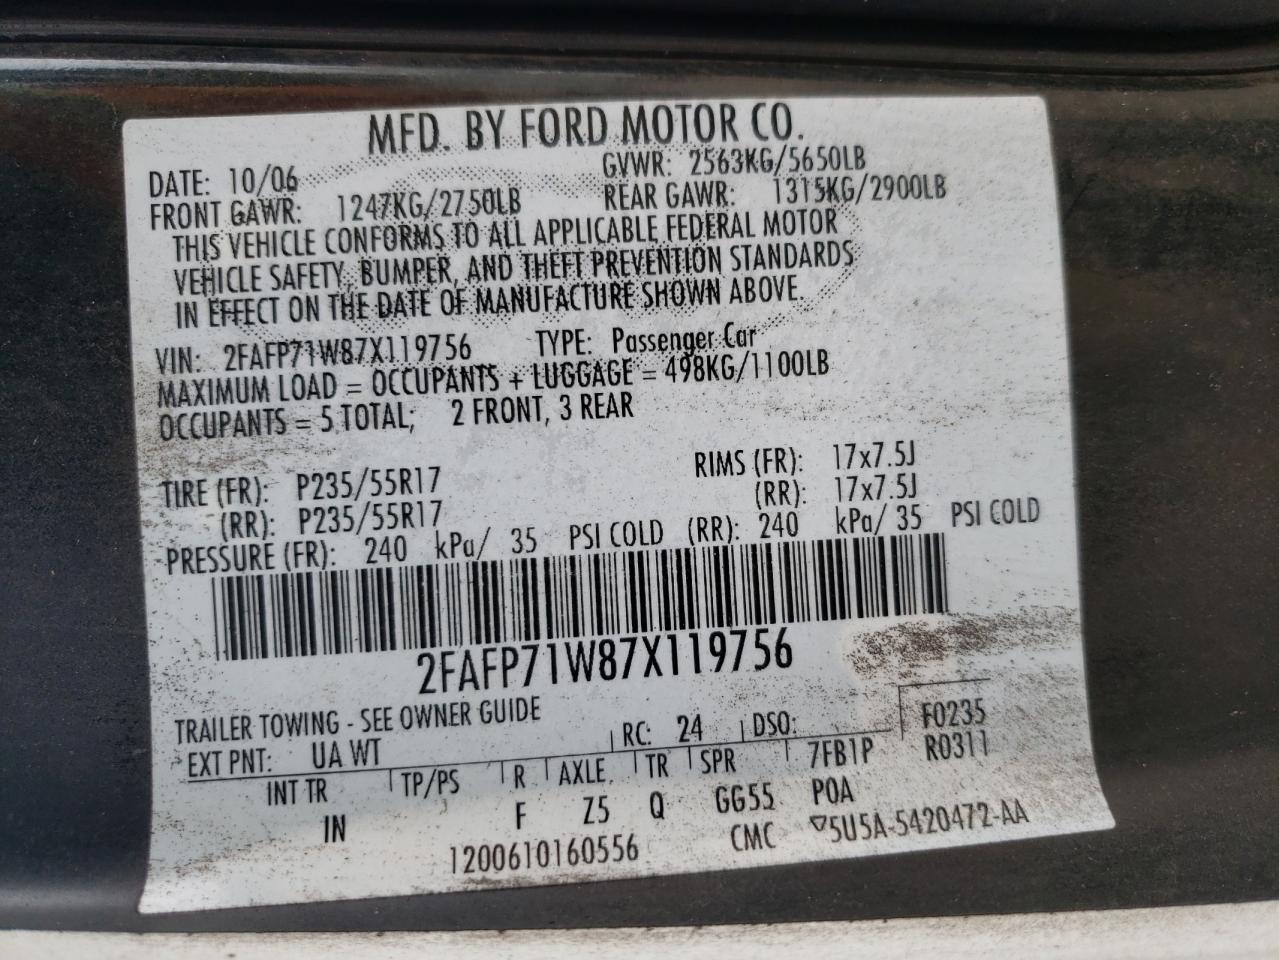 MFD. BY FORD MOTOR CO.
DATE: 10/06 GVWR: 2563KG/5650LB
FRONT GAWR: 1247KG/2750LB REAR GAWR: 1315KG/2900LB
THIS VEHICLE CONFORMS TO ALL APPLICABLE FEDERAL MOTOR
VEHICLE SAFETY, BUMPER, AND THEFT PREVENTION STANDARDS
IN EFFECT ON THE DATE OF MANUFACTURE SHOWN ABOVE.
VIN: 2FAFP71W87X119756 TYPE: Passenger Car
MAXIMUM LOAD = OCCUPANTS + LUGGAGE = 498KG/1100LB
OCCUPANTS = 5 TOTAL; 2 FRONT, 3 REAR
TIRE (FR): P235/55R17 RIMS (FR): 17x7.5J
(RR): P235/55R17 (RR): 17x7.5J
PRESSURE (FR): 240 kPa/ 35 PSI COLD (RR): 240 kPa/ 35 PSI COLD
2FAFP71W87X119756
TRAILER TOWING - SEE OWNER GUIDE
EXT PNT: UA WT RC: 24 DSO: F0235
INT TR TP/PS R AXLE TR SPR 7FB1P R0311
IN F Z5 Q GG55 POA
1200610160556 CMC ▽5U5A-5420472-AA